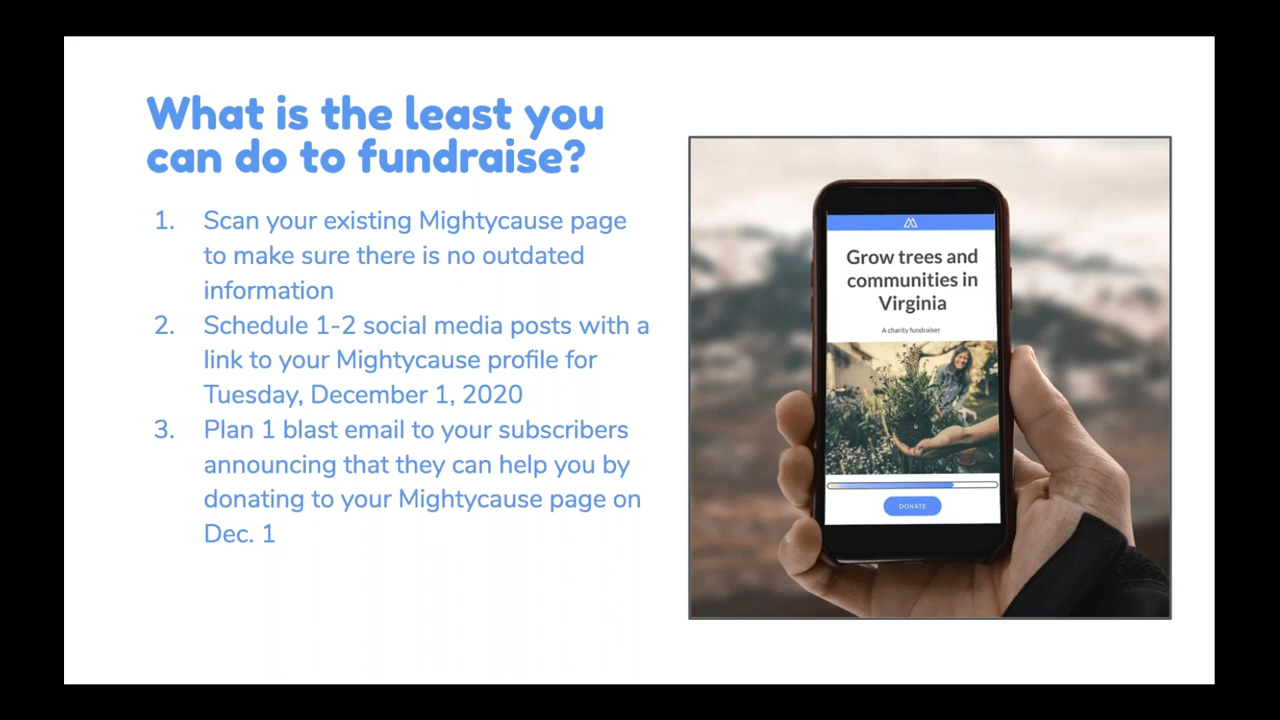 What is the least you
can do to fundraise?
1. Scan your existing Mightycause page
to make sure there is no outdated
information
2. Schedule 1-2 social media posts with a
link to your Mightycause profile for
Tuesday, December 1, 2020
3. Plan 1 blast email to your subscribers
announcing that they can help you by
donating to your Mightycause page on
Dec. 1
Grow trees and
communities in
Virginia
A charity fundraiser
DONATE